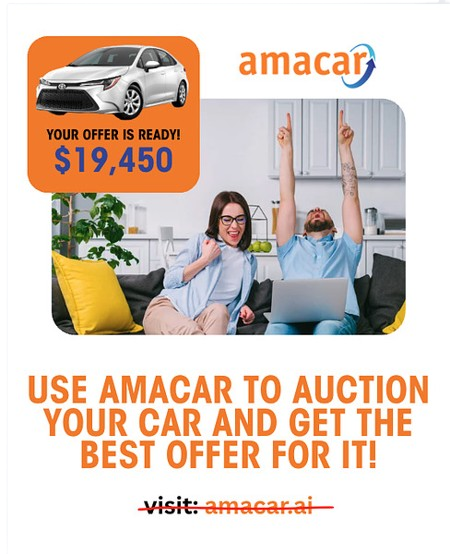 amacar
YOUR OFFER IS READY!
$19,450
USE AMACAR TO AUCTION
YOUR CAR AND GET THE
BEST OFFER FOR IT!
visit: amacar.ai